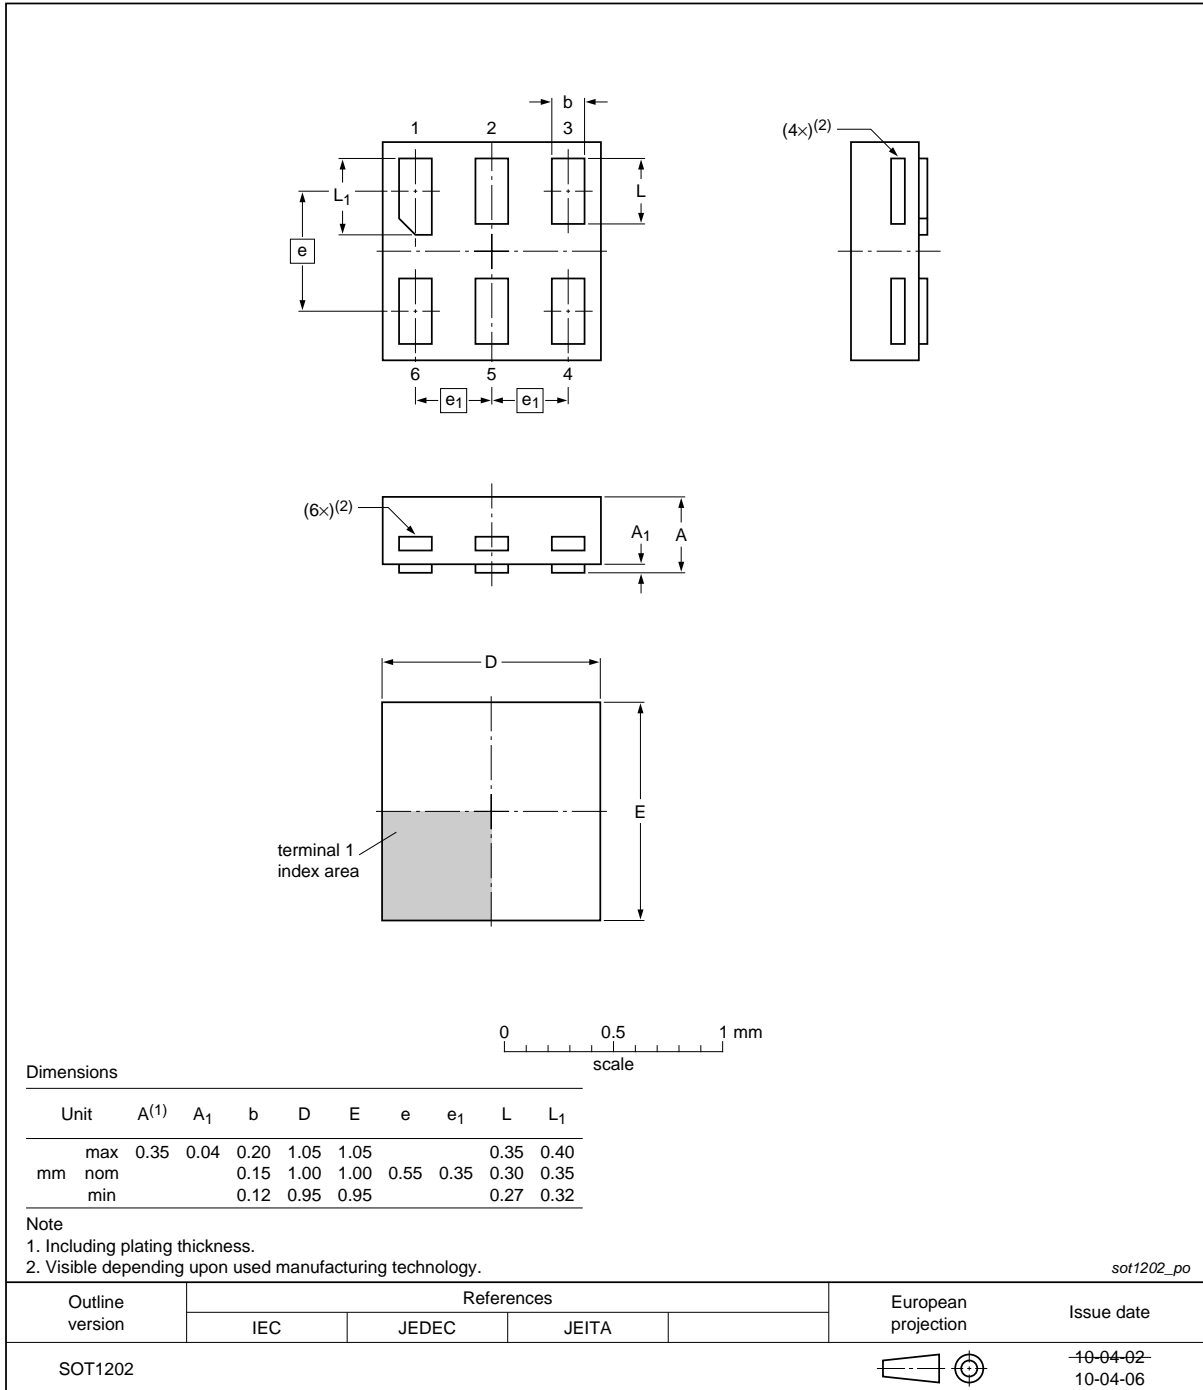 b
1 2 3
(4×)(2)
L1
L
e
6 5 4
e1 e1
(6×)(2)
A1 A
D
E
terminal 1
index area
0 0.5 1 mm
scale
Dimensions
Unit A(1) A1 b D E e e1 L L1
max 0.35 0.04 0.20 1.05 1.05 0.35 0.40
mm nom 0.15 1.00 1.00 0.55 0.35 0.30 0.35
min 0.12 0.95 0.95 0.27 0.32
Note
1. Including plating thickness.
2. Visible depending upon used manufacturing technology.
sot1202_po
Outline version References European projection Issue date
IEC JEDEC JEITA
SOT1202 10-04-02
10-04-06